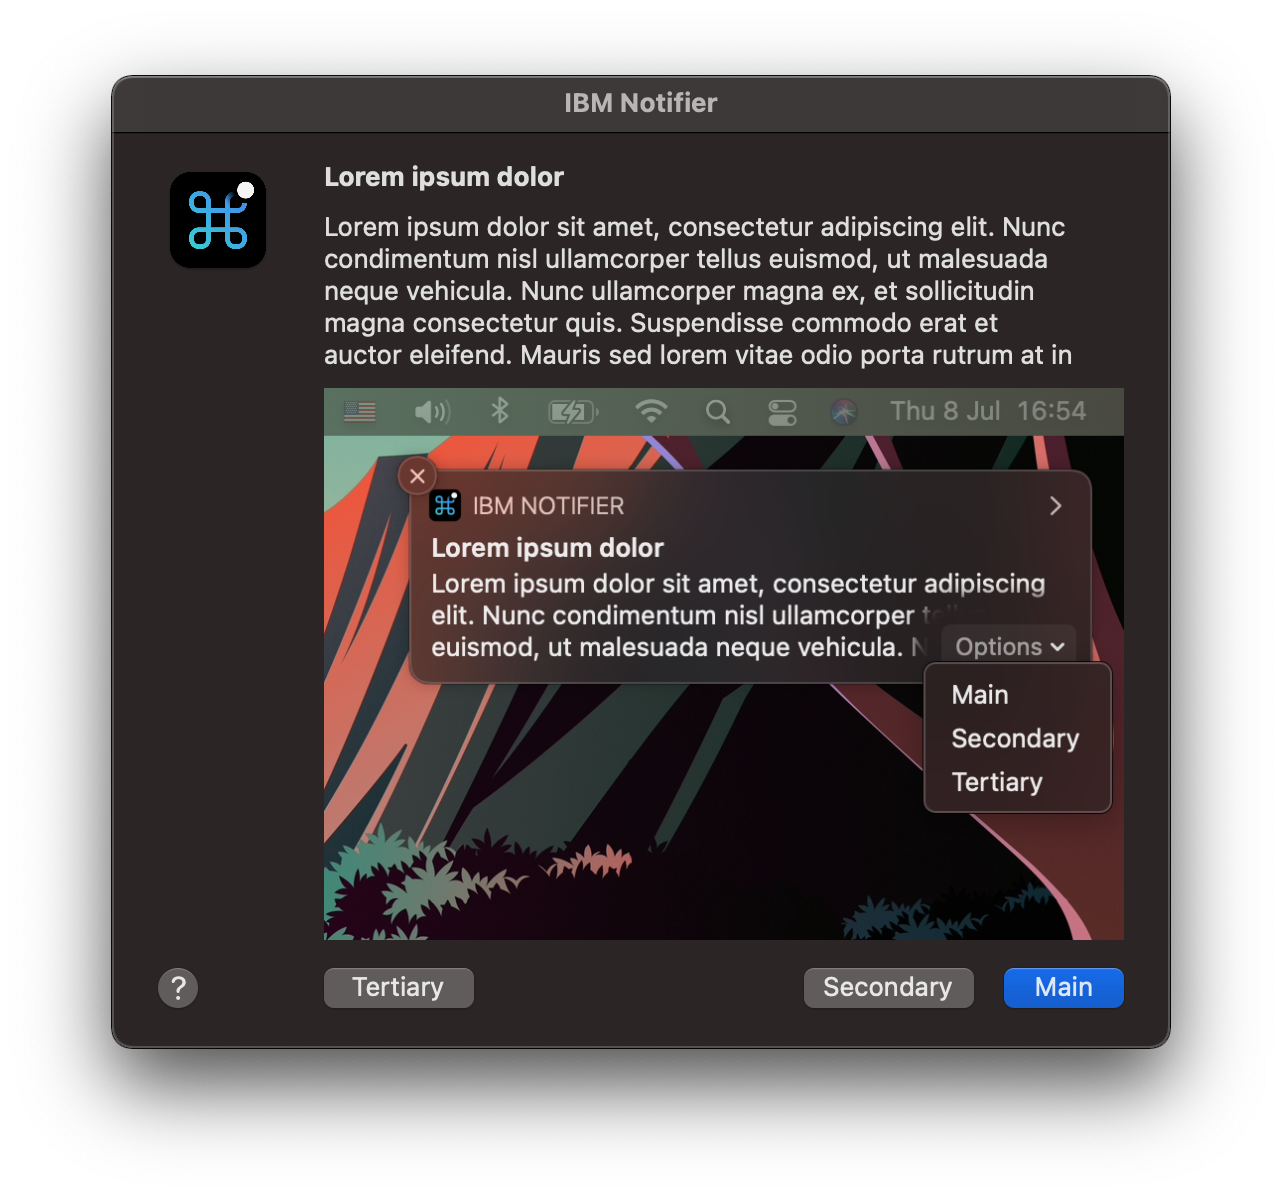 IBM Notifier
Lorem ipsum dolor
Lorem ipsum dolor sit amet, consectetur adipiscing elit. Nunc
condimentum nisl ullamcorper tellus euismod, ut malesuada
neque vehicula. Nunc ullamcorper magna ex, et sollicitudin
magna consectetur quis. Suspendisse commodo erat et
auctor eleifend. Mauris sed lorem vitae odio porta rutrum at in
Thu 8 Jul 16:54
IBM NOTIFIER
Lorem ipsum dolor
Lorem ipsum dolor sit amet, consectetur adipiscing
elit. Nunc condimentum nisl ullamcorper
euismod, ut malesuada neque vehicula. N
Options
Main
Secondary
Tertiary
?
Tertiary
Secondary
Main